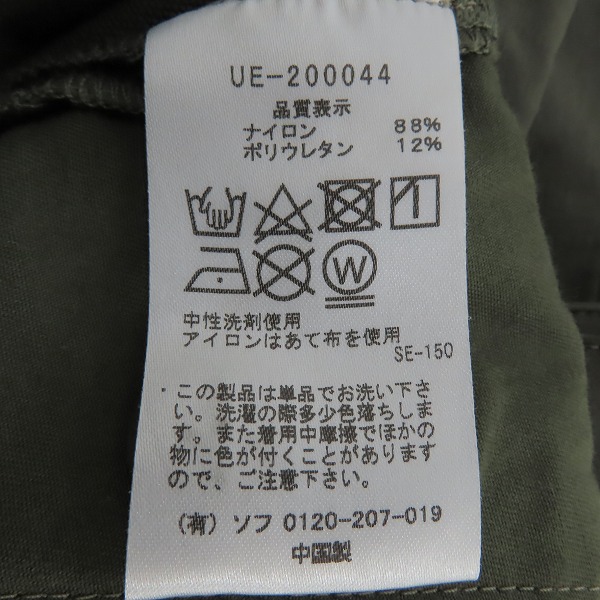 UE-200044
品質表示
ナイロン 88%
ポリウレタン 12%
W
中性洗剤使用
アイロンはあて布を使用
SE-150
・この製品は単品でお洗い下さ
い。洗濯の際多少色落ちしま
す。また着用中摩擦でほかの
物に色が付くことがあります
ので、ご注意下さい。
(有) ソフ 0120-207-019
中国製